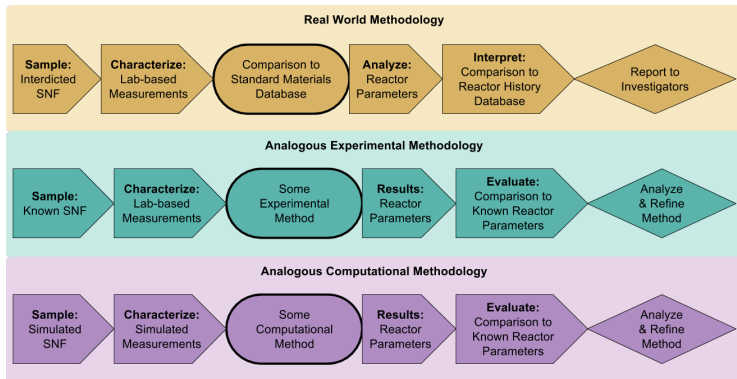 Real World Methodology
Sample:
Interdicted
SNF
Characterize:
Lab-based
Measurements
Comparison to
Standard Materials
Database
Analyze:
Reactor
Parameters
Interpret:
Comparison to
Reactor History
Database
Report to
Investigators
Analogous Experimental Methodology
Sample:
Known SNF
Characterize:
Lab-based
Measurements
Some
Experimental
Method
Results:
Reactor
Parameters
Evaluate:
Comparison to
Known Reactor
Parameters
Analyze
& Refine
Method
Analogous Computational Methodology
Sample:
Simulated
SNF
Characterize:
Simulated
Measurements
Some
Computational
Method
Results:
Reactor
Parameters
Evaluate:
Comparison to
Known Reactor
Parameters
Analyze
& Refine
Method